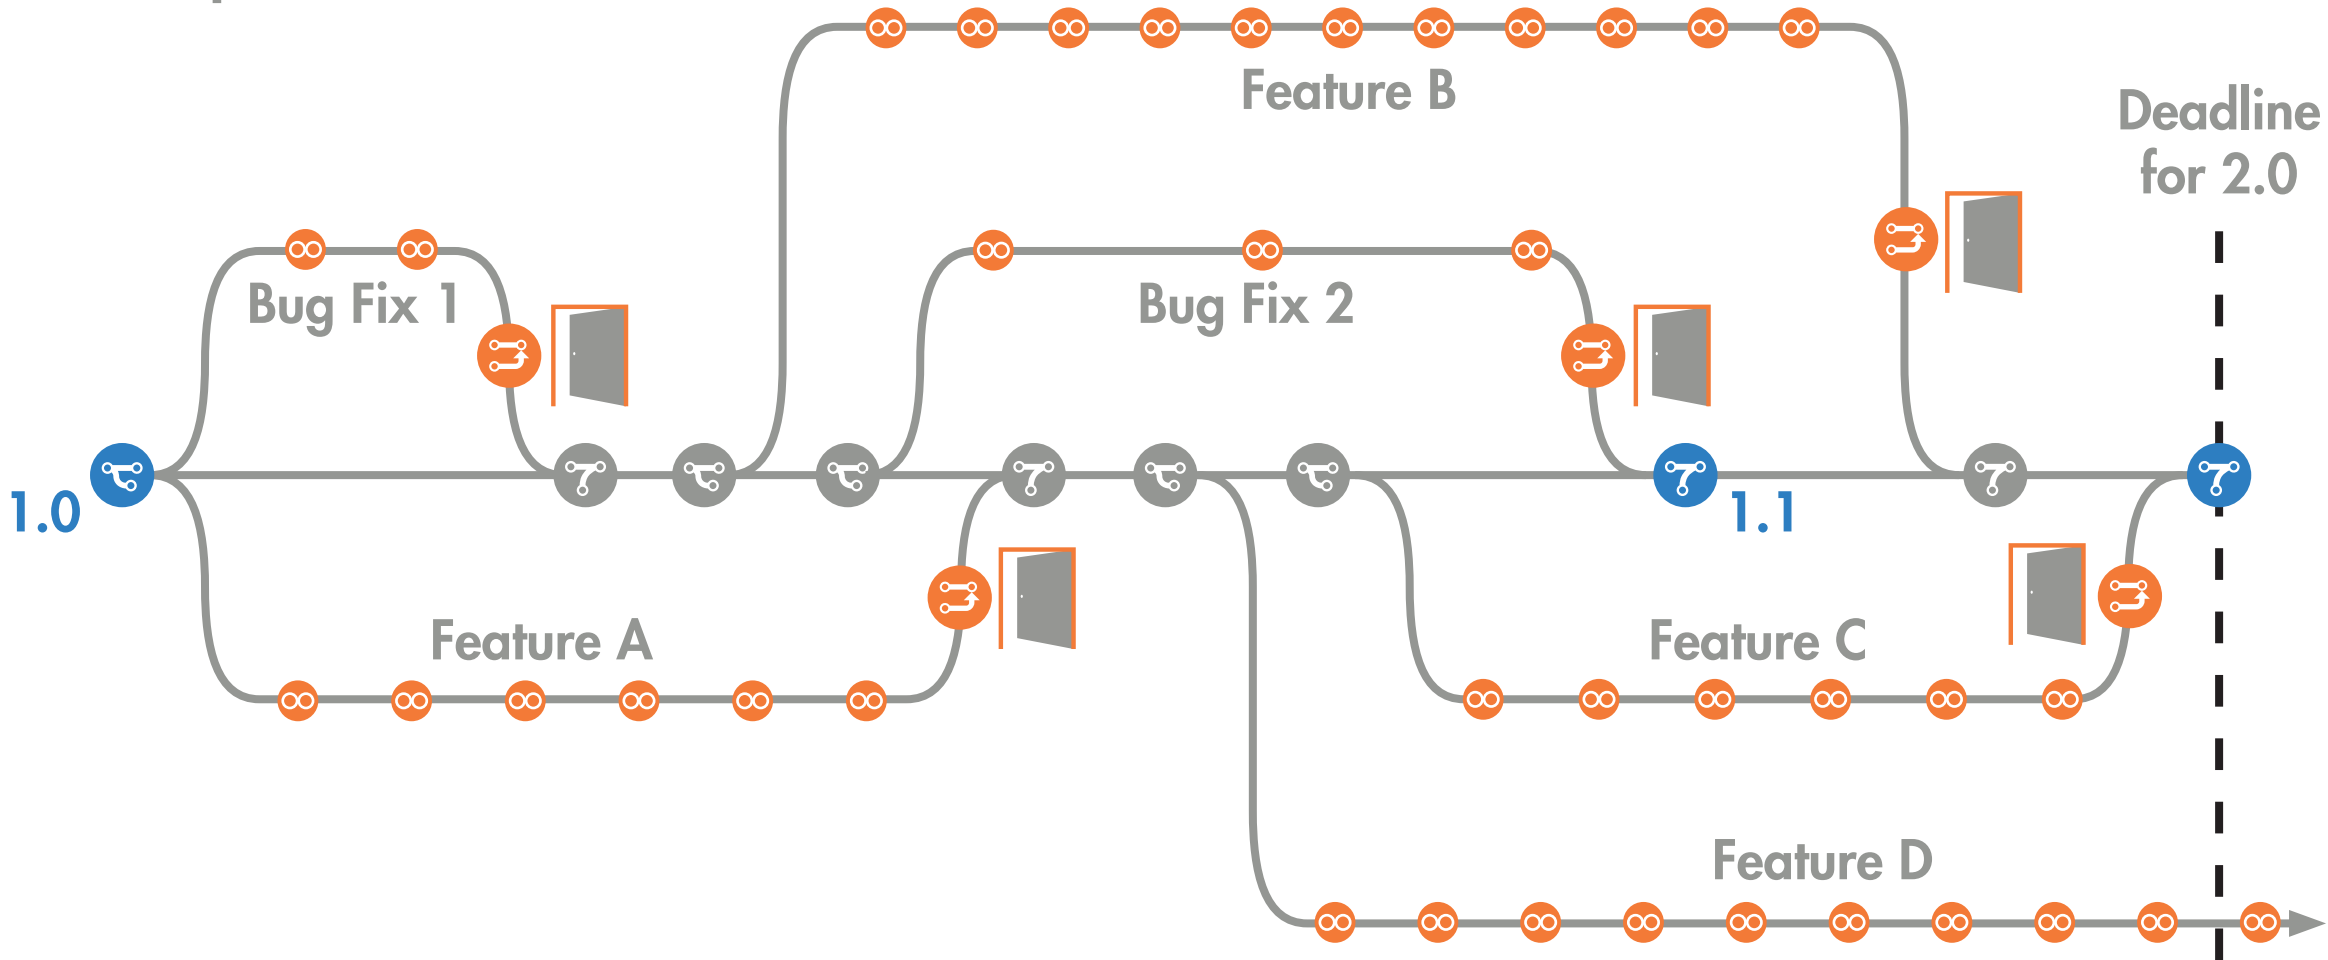 Feature B
Deadline
for 2.0
Bug Fix 1
Bug Fix 2
1.0
1.1
Feature A
Feature C
Feature D